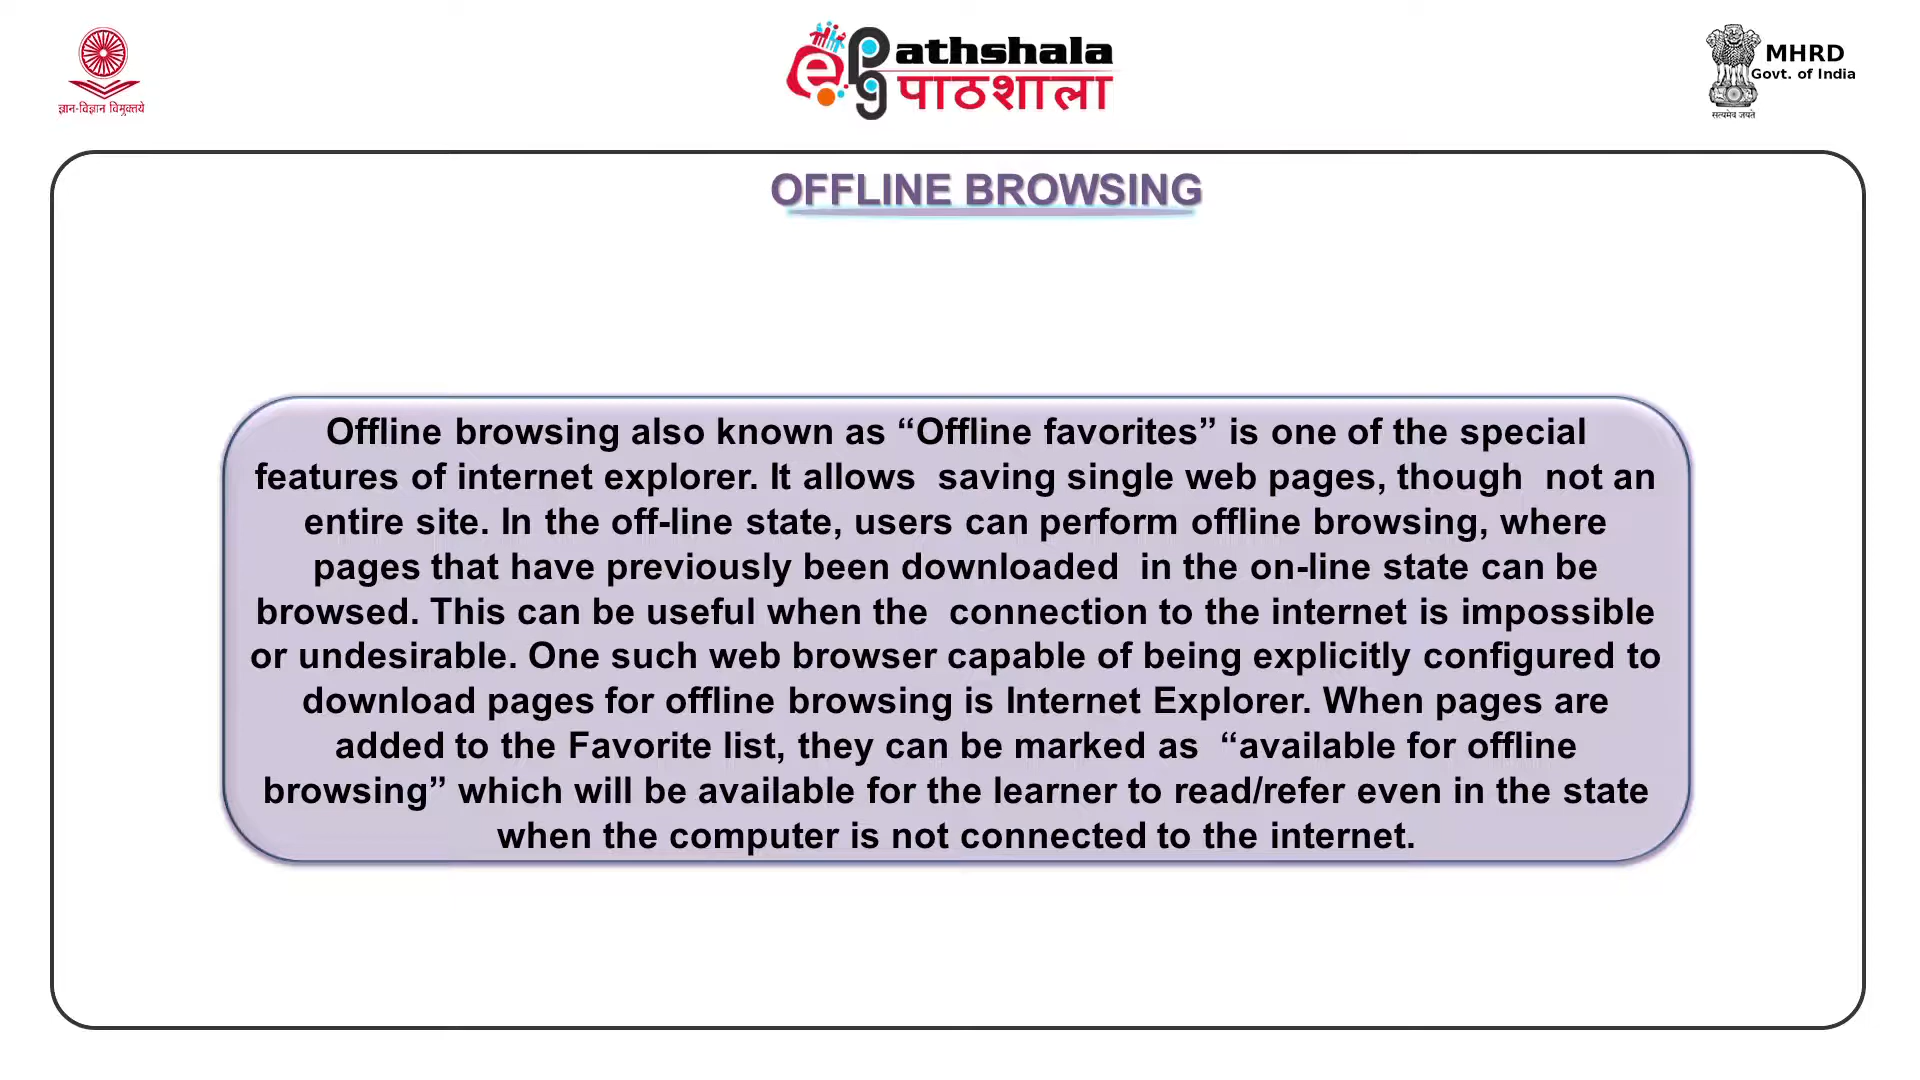 ज्ञान-विज्ञान विमुक्तये
e PG athshala
पाठशाला
MHRD
Govt. of India
सत्यमेव जयते
OFFLINE BROWSING
Offline browsing also known as “Offline favorites” is one of the special
features of internet explorer. It allows  saving single web pages, though  not an
entire site. In the off-line state, users can perform offline browsing, where
pages that have previously been downloaded  in the on-line state can be
browsed. This can be useful when the  connection to the internet is impossible
or undesirable. One such web browser capable of being explicitly configured to
download pages for offline browsing is Internet Explorer. When pages are
added to the Favorite list, they can be marked as  “available for offline
browsing” which will be available for the learner to read/refer even in the state
when the computer is not connected to the internet.